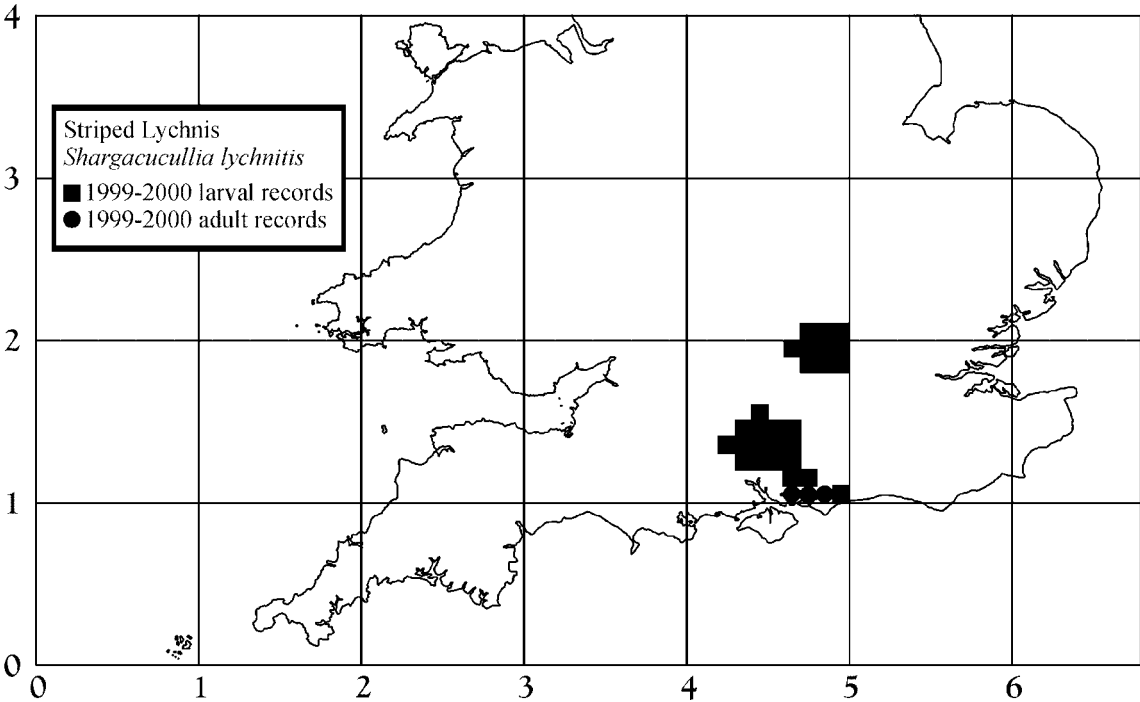 4
Striped Lychnis
Shargacucullia lychnitis
1999-2000 larval records
1999-2000 adult records
3
2
1
0
0 1 2 3 4 5 6